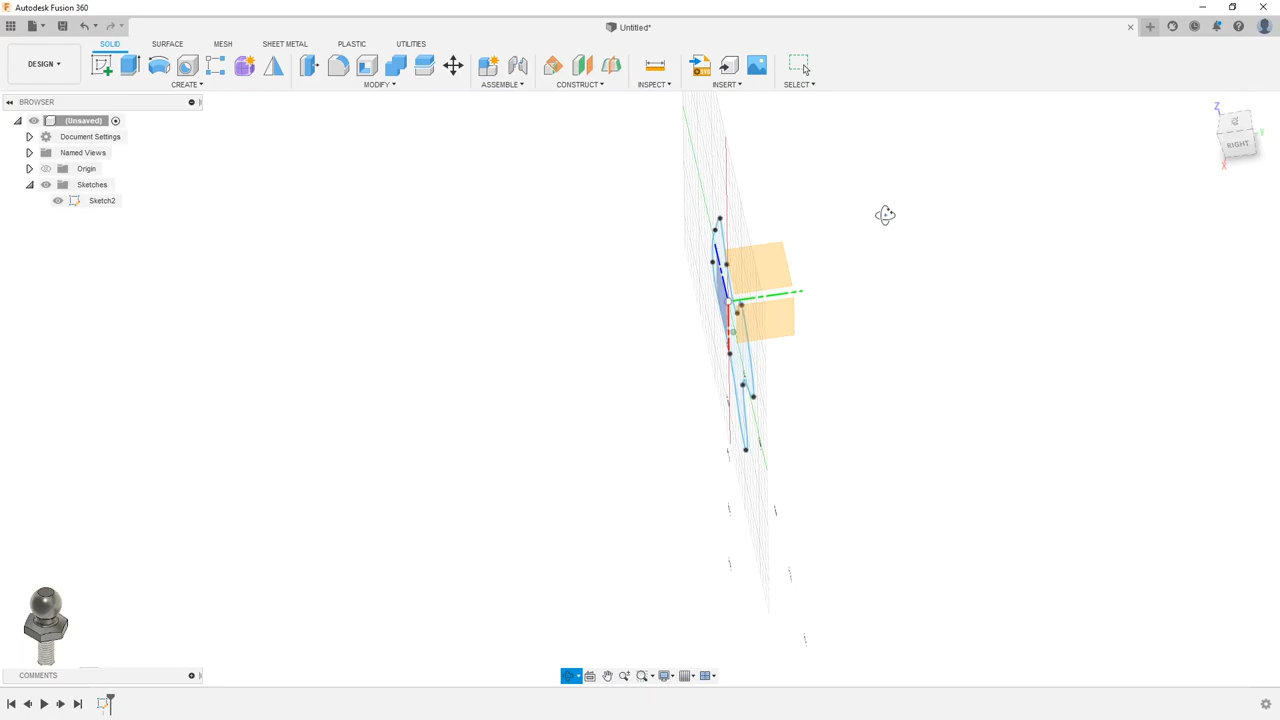 Autodesk Fusion 360
Untitled*
SOLID SURFACE MESH SHEET METAL PLASTIC UTILITIES
DESIGN
CREATE MODIFY ASSEMBLE CONSTRUCT INSPECT INSERT SELECT
BROWSER
(Unsaved)
Document Settings
Named Views
Origin
Sketches
Sketch2
Z
Y
RIGHT
X
COMMENTS